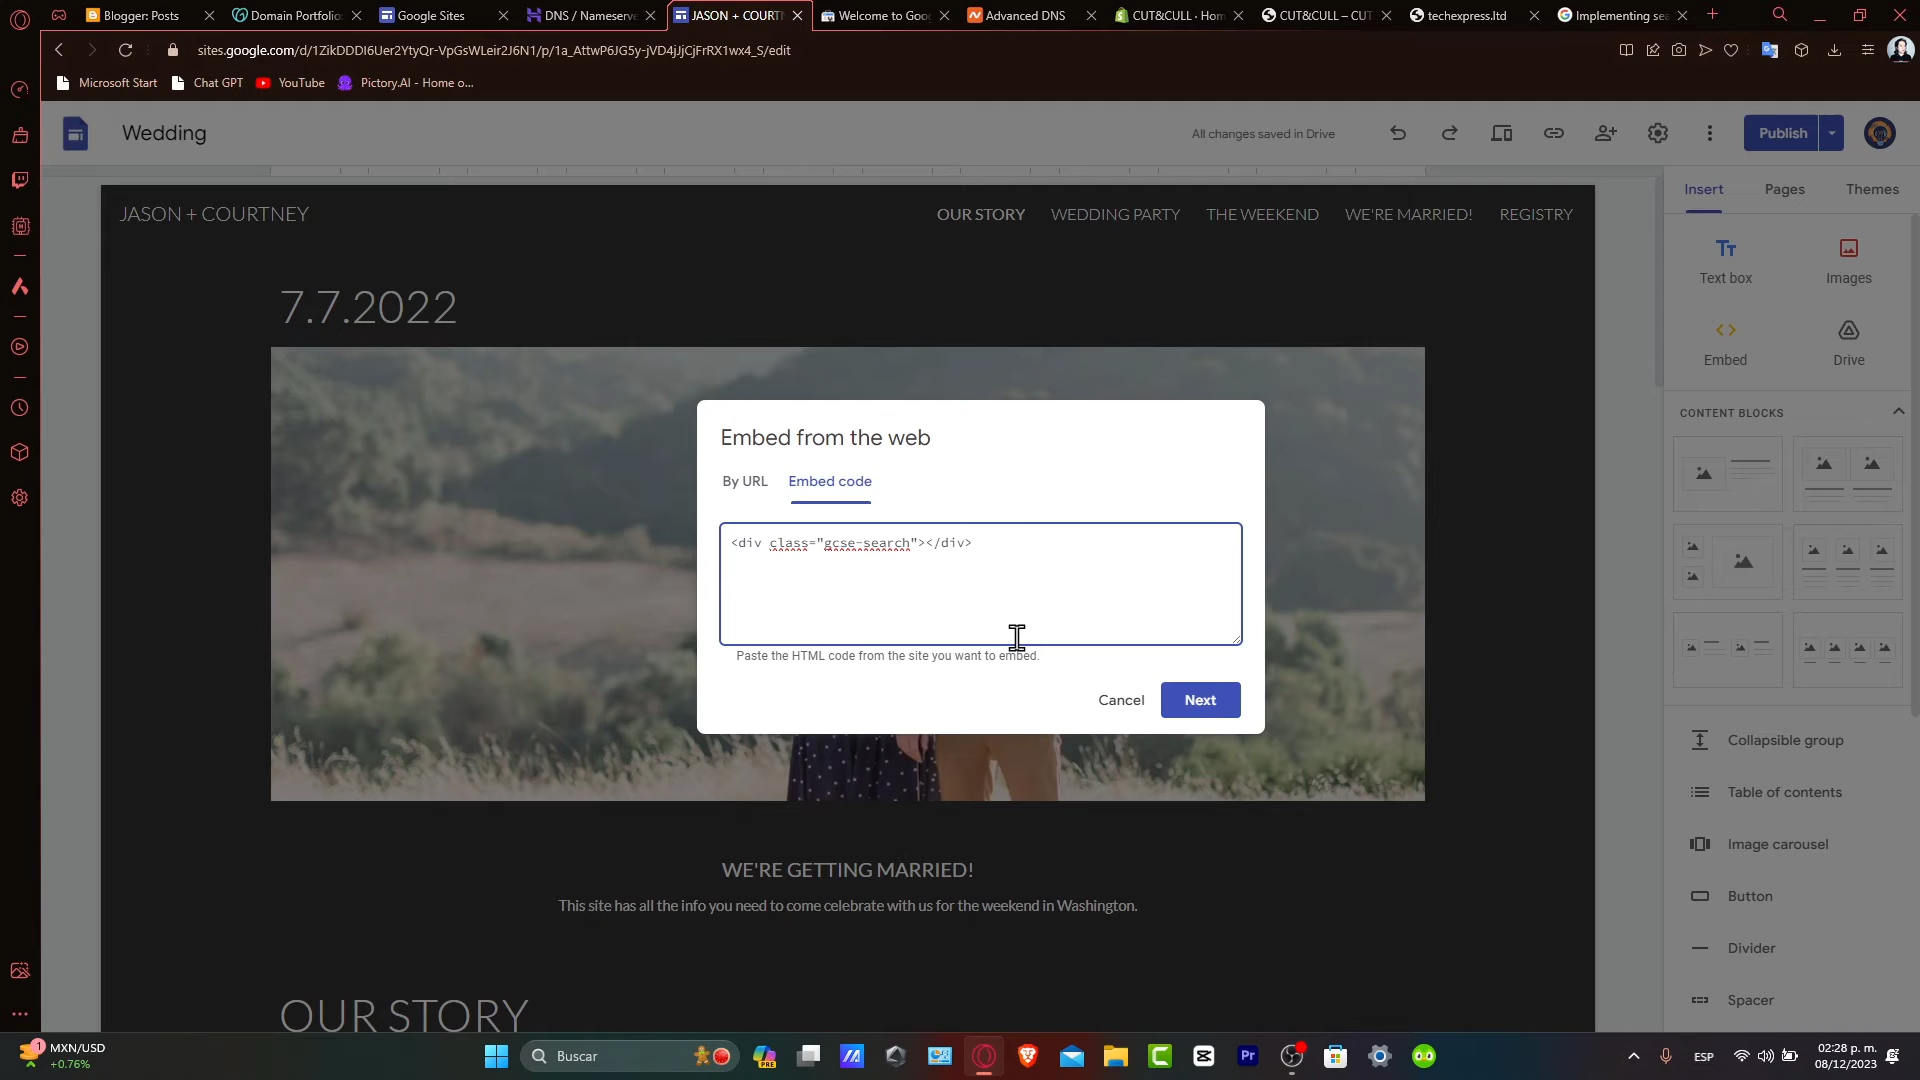 Blogger: Posts
Domain Portfolio
Google Sites
DNS / Nameserve
JASON + COURT
Welcome to Goo
Advanced DNS
CUT&CULL · Hom
CUT&CULL – CUT
techexpress.ltd
Implementing sea
sites.google.com/d/1ZikDDDI6Uer2YtyQr-VpGsWLeir2J6N1/p/1a_AttwP6JG5y-jVD4jJjCjFrRX1wx4_S/edit
Microsoft Start
Chat GPT
YouTube
Pictory.AI - Home o...
Wedding
All changes saved in Drive
Publish
Insert
Pages
Themes
JASON + COURTNEY
OUR STORY
WEDDING PARTY
THE WEEKEND
WE'RE MARRIED!
REGISTRY
Text box
Images
Embed
Drive
7.7.2022
CONTENT BLOCKS
Embed from the web
By URL
Embed code
<div class="gcse-search"></div>
Paste the HTML code from the site you want to embed.
Cancel
Next
Collapsible group
Table of contents
Image carousel
Button
Divider
Spacer
WE'RE GETTING MARRIED!
This site has all the info you need to come celebrate with us for the weekend in Washington.
OUR STORY
1
MXN/USD
+0.76%
Buscar
PRE
Pr
ESP
02:28 p. m.
08/12/2023